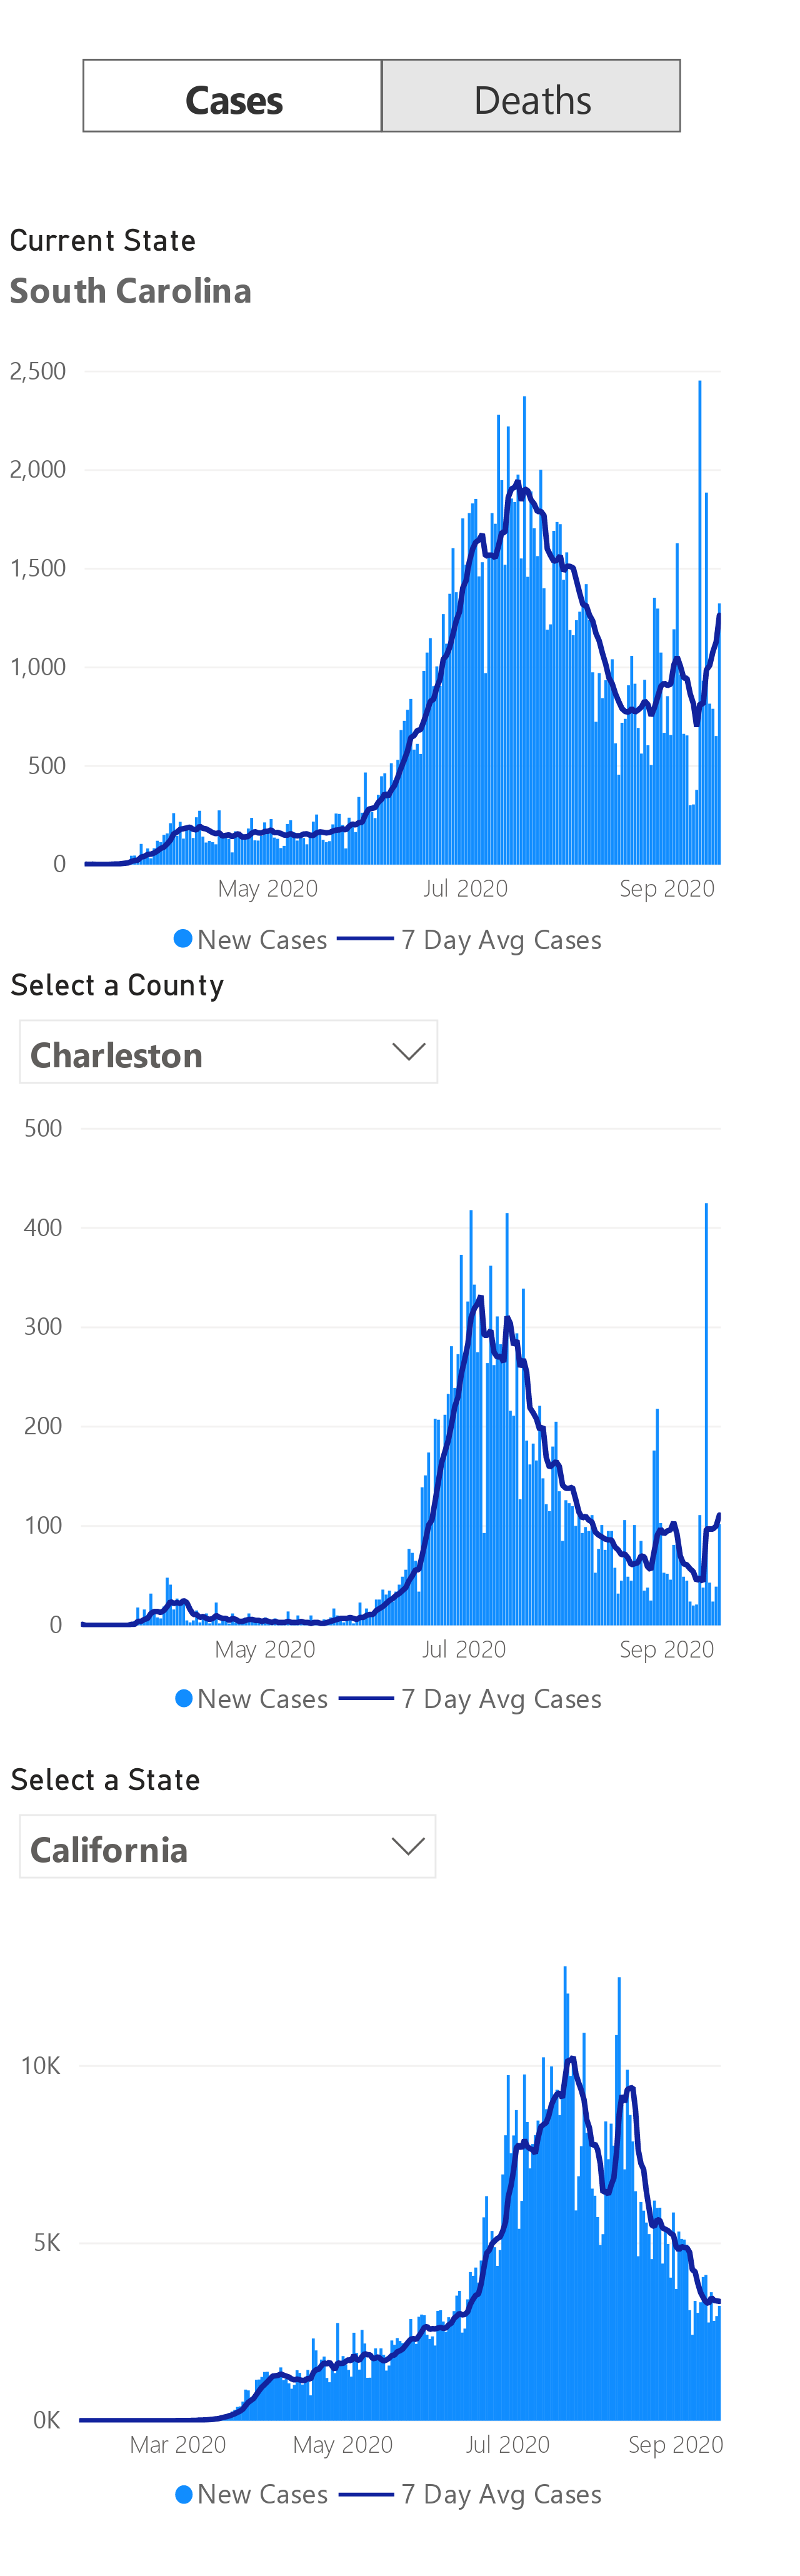 Cases Deaths
Current State
South Carolina
2,500
2,000
1,500
1,000
500
0
May 2020 Jul 2020 Sep 2020
New Cases 7 Day Avg Cases
Select a County
Charleston
500
400
300
200
100
0
May 2020 Jul 2020 Sep 2020
New Cases 7 Day Avg Cases
Select a State
California
10K
5K
0K
Mar 2020 May 2020 Jul 2020 Sep 2020
New Cases 7 Day Avg Cases